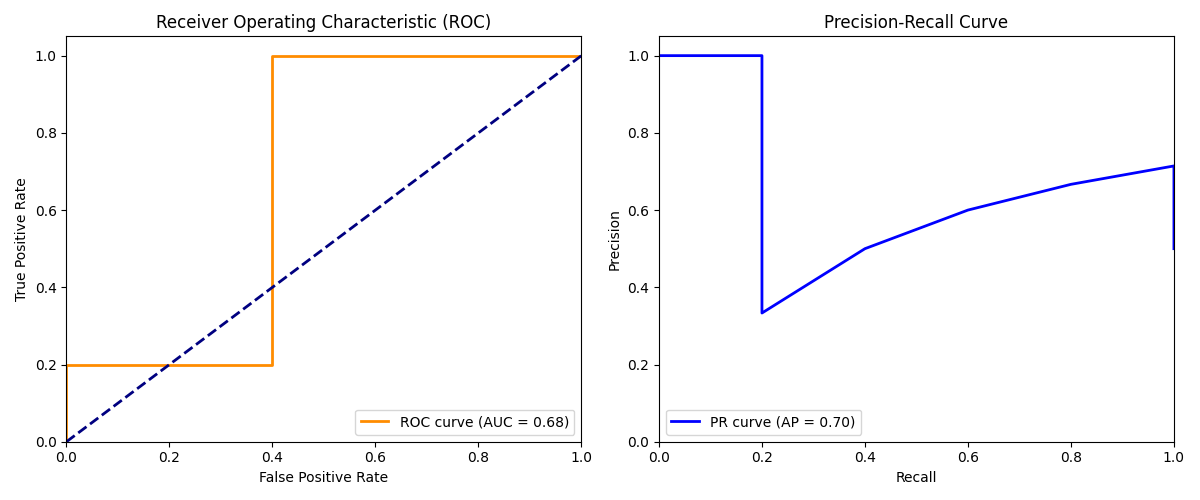 Receiver Operating Characteristic (ROC)
True Positive Rate
1.0
0.8
0.6
0.4
0.2
0.0
0.0 0.2 0.4 0.6 0.8 1.0
False Positive Rate
ROC curve (AUC = 0.68)
Precision-Recall Curve
Precision
1.0
0.8
0.6
0.4
0.2
0.0
0.0 0.2 0.4 0.6 0.8 1.0
Recall
PR curve (AP = 0.70)